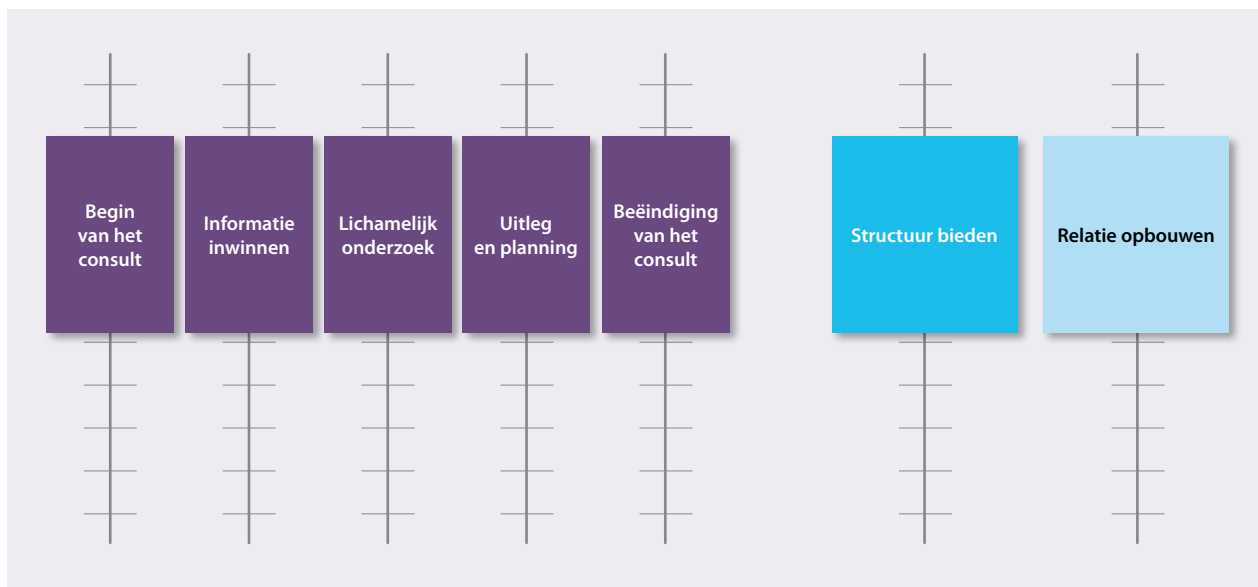 Begin
van het
consult
Informatie
inwinnen
Lichamelijk
onderzoek
Uitleg
en planning
Beëindiging
van het
consult
Structuur bieden
Relatie opbouwen